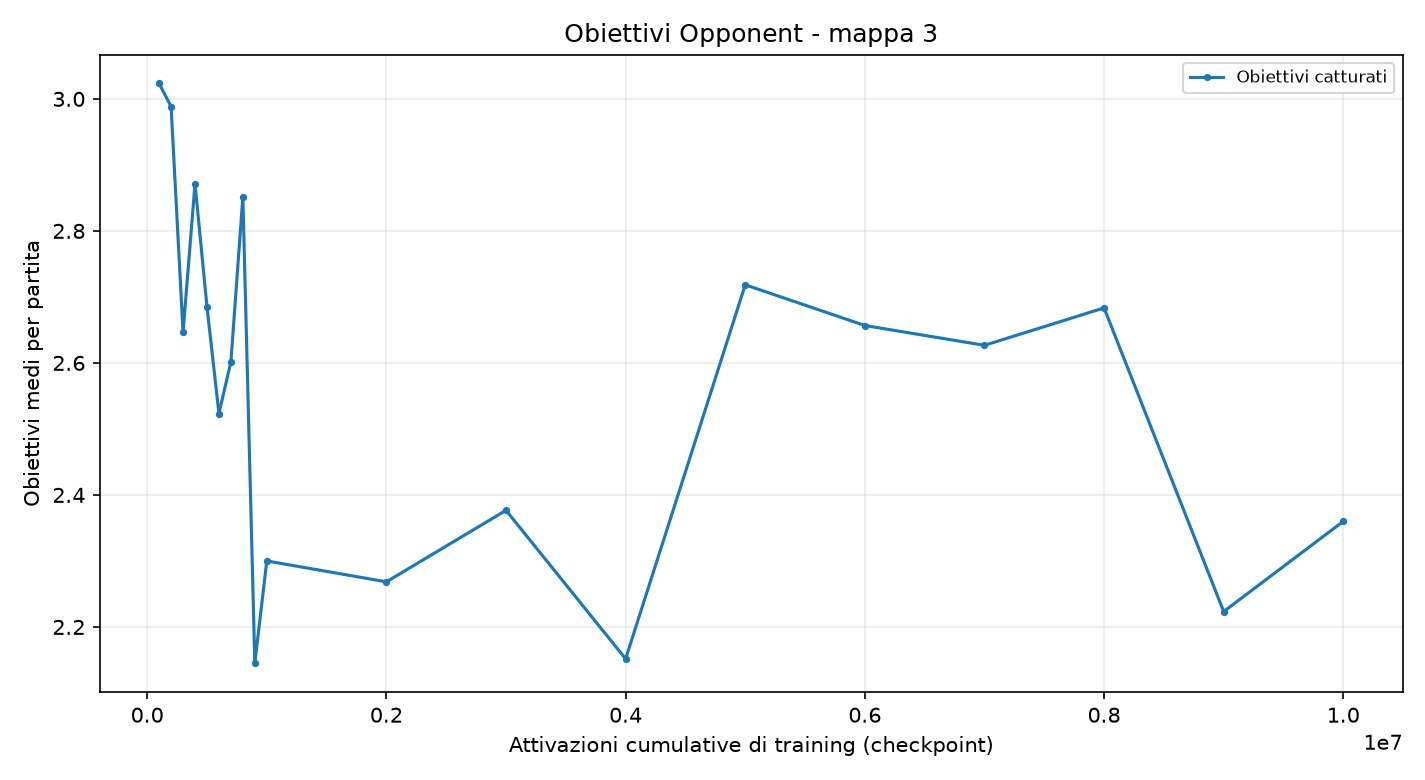 Obiettivi Opponent - mappa 3
Obiettivi catturati
Obiettivi medi per partita
3.0
2.8
2.6
2.4
2.2
0.0 0.2 0.4 0.6 0.8 1.0
1e7
Attivazioni cumulative di training (checkpoint)